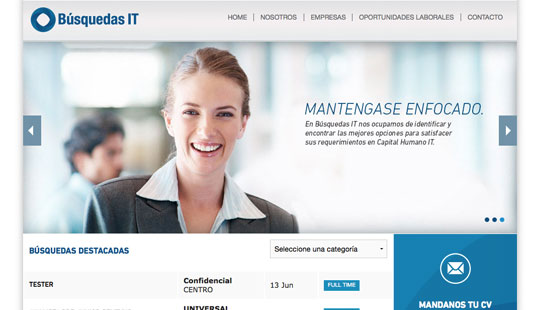 Búsquedas IT
HOME | NOSOTROS | EMPRESAS | OPORTUNIDADES LABORALES | CONTACTO
MANTENGASE ENFOCADO.
En Búsquedas IT nos ocupamos de identificar y
encontrar las mejores opciones para satisfacer
sus requerimientos en Capital Humano IT.
BÚSQUEDAS DESTACADAS
Seleccione una categoría
TESTER
Confidencial
CENTRO
13 Jun
FULL TIME
MANDANOS TU CV
UNIVERSAL